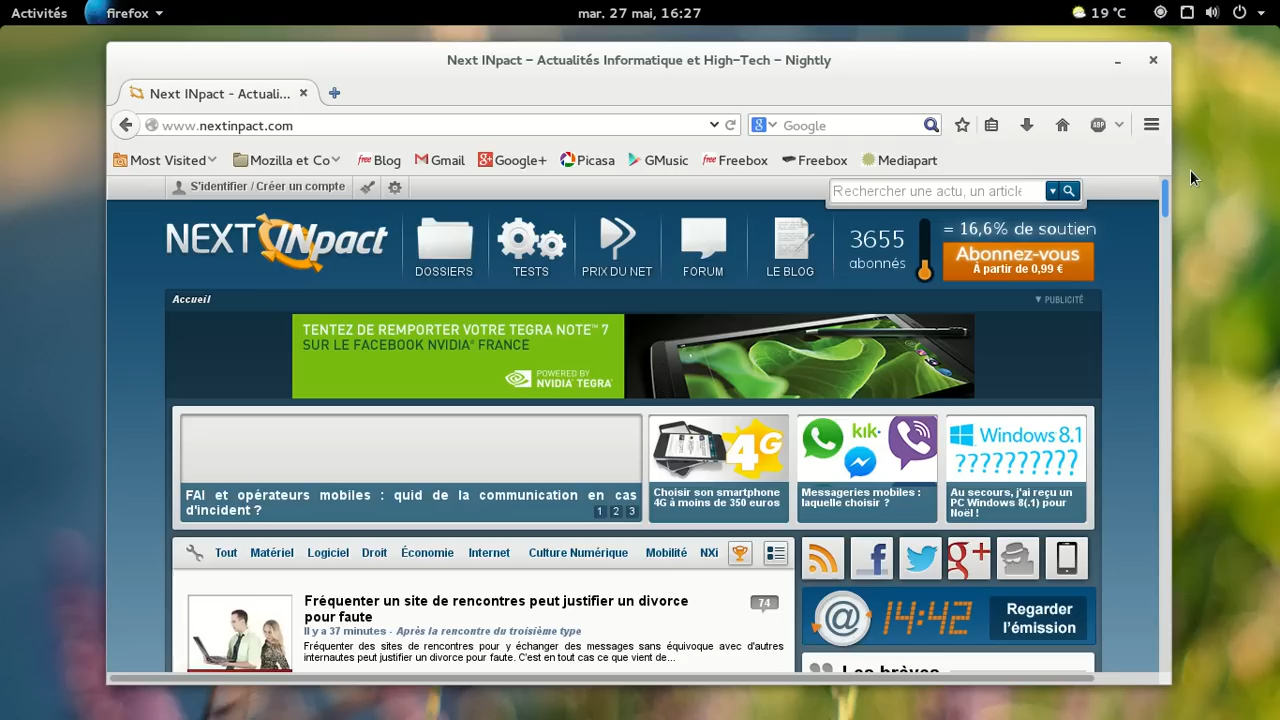 Activités firefox mar. 27 mai, 16:27 19 °C
Next INpact – Actualités Informatique et High-Tech – Nightly
Next INpact - Actuali...
www.nextinpact.com
Google
Most Visited Mozilla et Co Blog Gmail Google+ Picasa GMusic Freebox Freebox Mediapart
S'identifier / Créer un compte
Rechercher une actu, un article
NEXT INpact
DOSSIERS TESTS PRIX DU NET FORUM LE BLOG
3655
abonnés
= 16,6% de soutien
Abonnez-vous
À partir de 0,99 €
Accueil
▼ PUBLICITÉ
TENTEZ DE REMPORTER VOTRE TEGRA NOTE™ 7
SUR LE FACEBOOK NVIDIA® FRANCE
POWERED BY
NVIDIA TEGRA
FAI et opérateurs mobiles : quid de la communication en cas
d'incident ?
1 2 3
4G
Choisir son smartphone
4G à moins de 350 euros
kik
Messageries mobiles :
laquelle choisir ?
Windows 8.1
??????????
Au secours, j'ai reçu un
PC Windows 8(.1) pour
Noël !
Tout Matériel Logiciel Droit Économie Internet Culture Numérique Mobilité NXi
Fréquenter un site de rencontres peut justifier un divorce
pour faute
74
Il y a 37 minutes - Après la rencontre du troisième type
Fréquenter des sites de rencontres pour y échanger des messages sans équivoque avec d'autres
internautes peut justifier un divorce pour faute. C'est en tout cas ce que vient de...
g+
@ 14:42
Regarder
l'émission
Les brèves